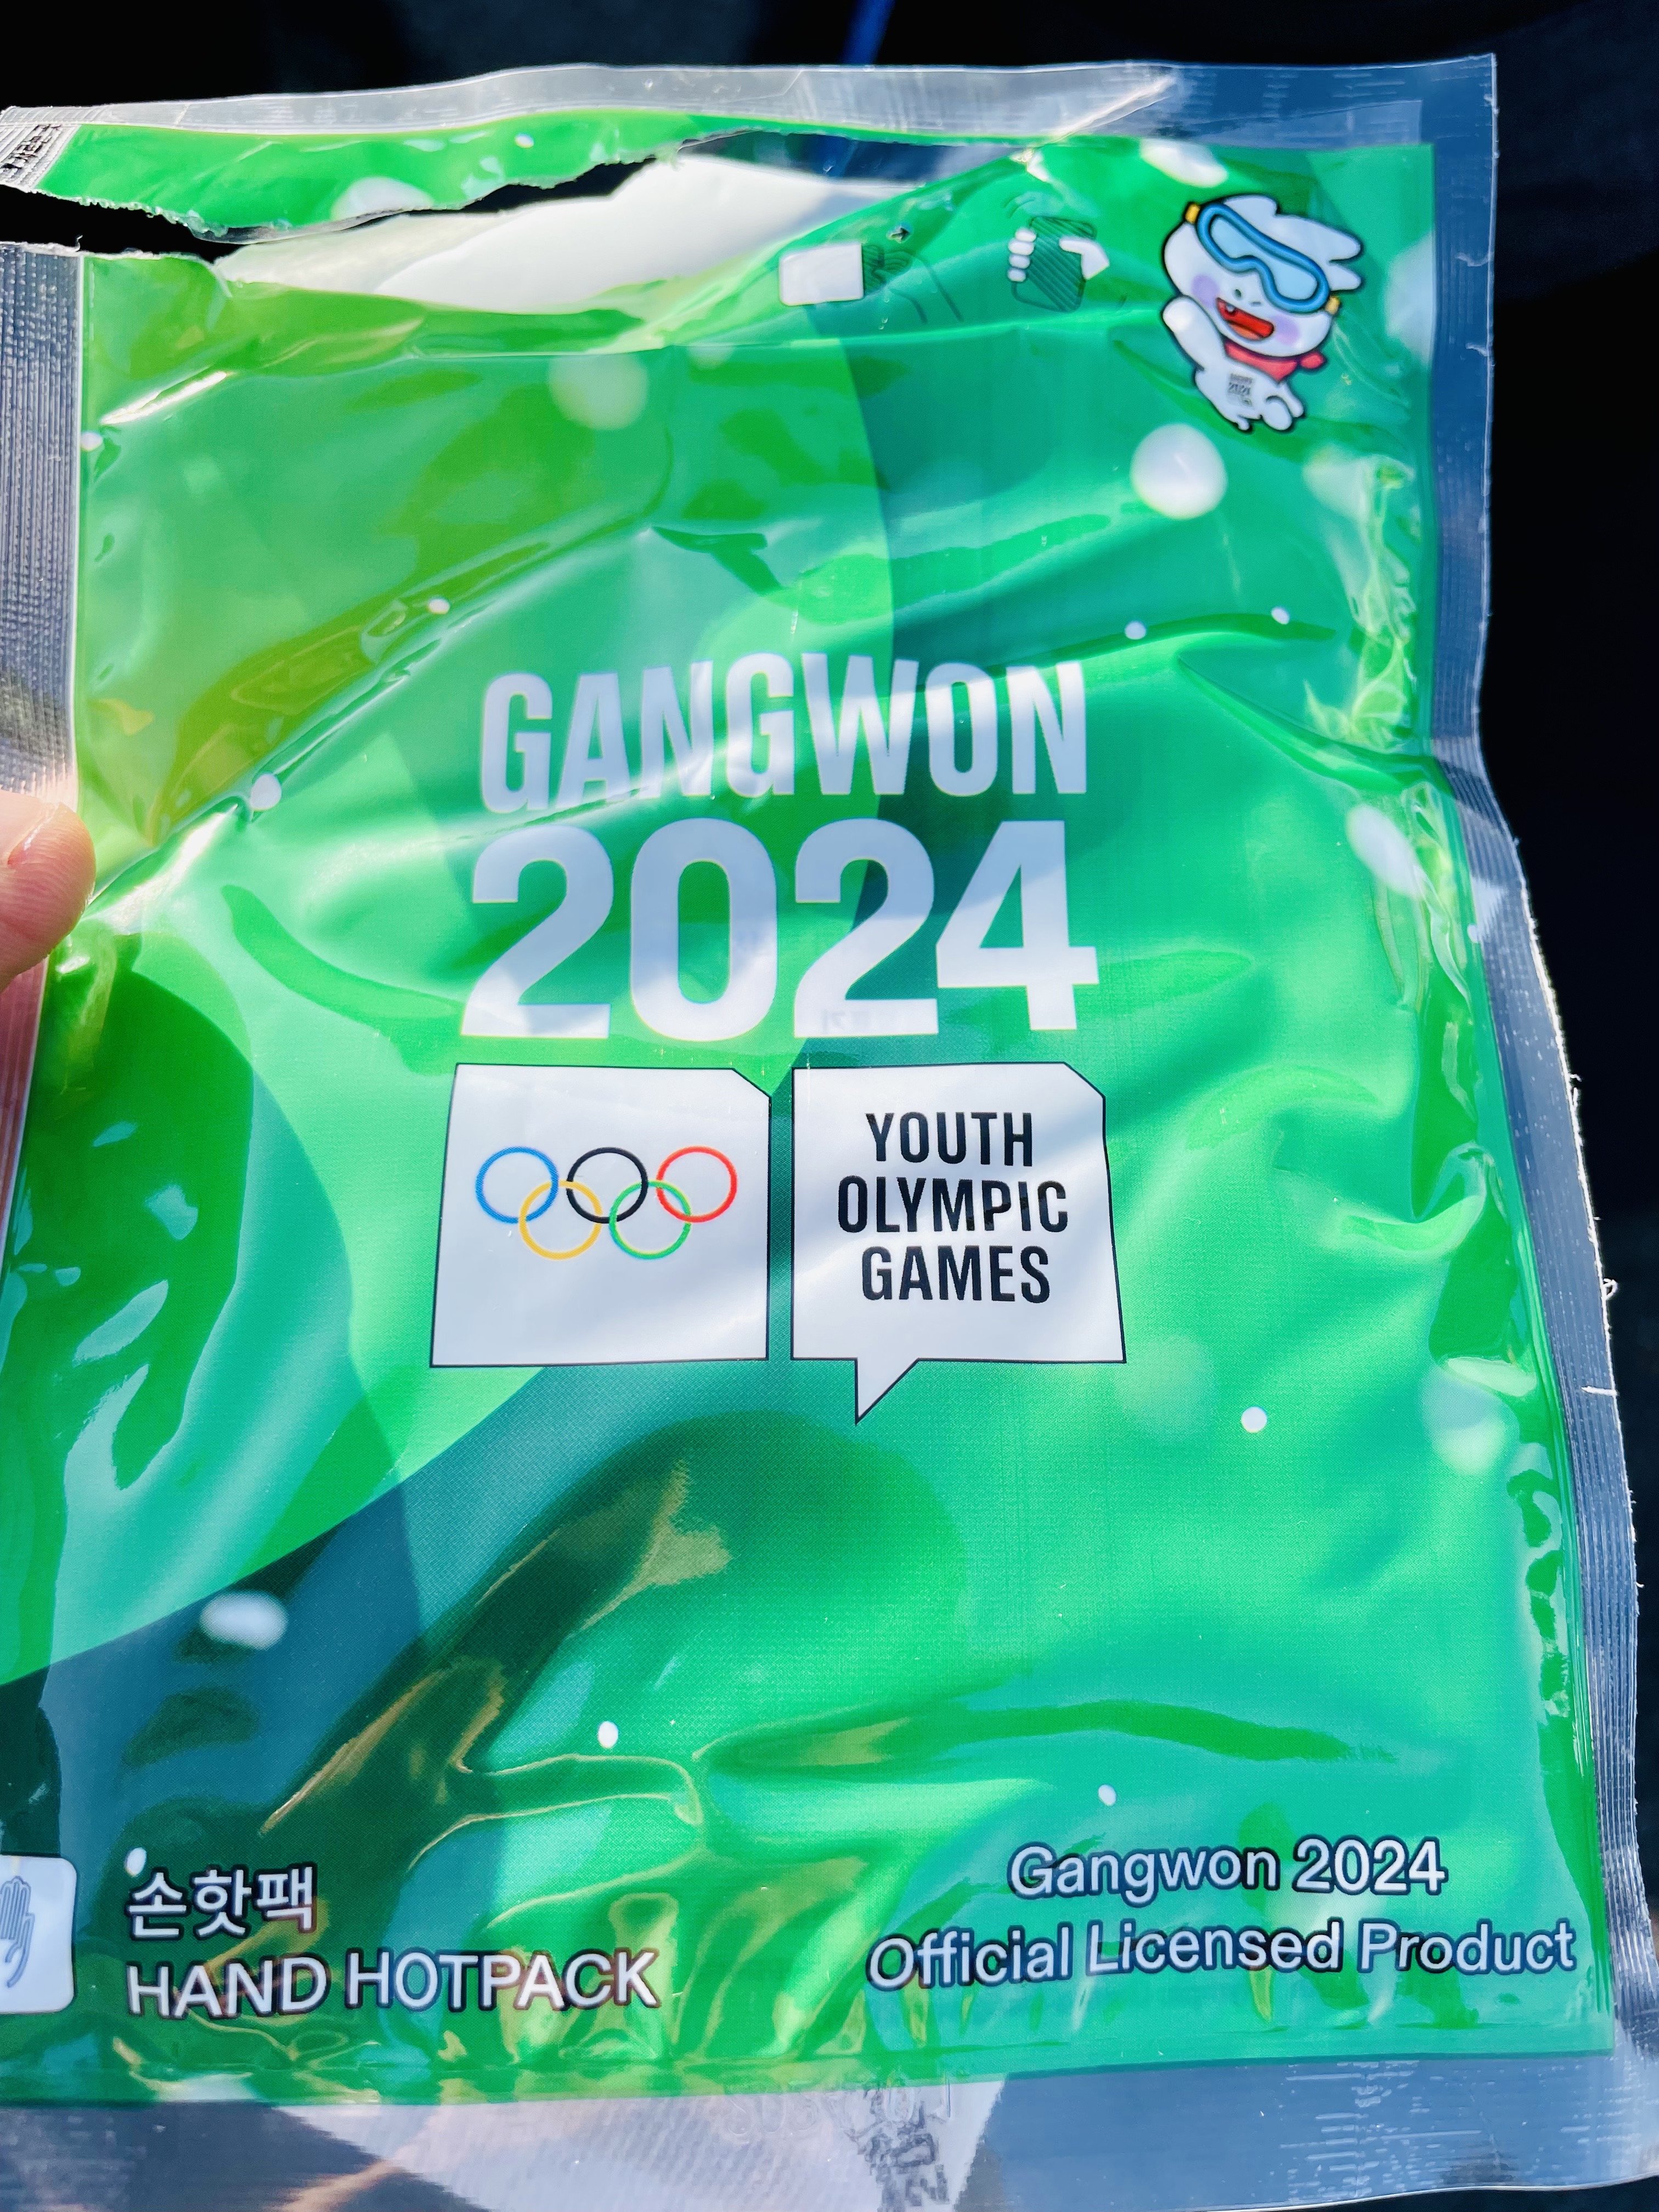 GANGWON
2024
YOUTH
OLYMPIC
GAMES
손핫팩
HAND HOTPACK
Gangwon 2024
Official Licensed Product